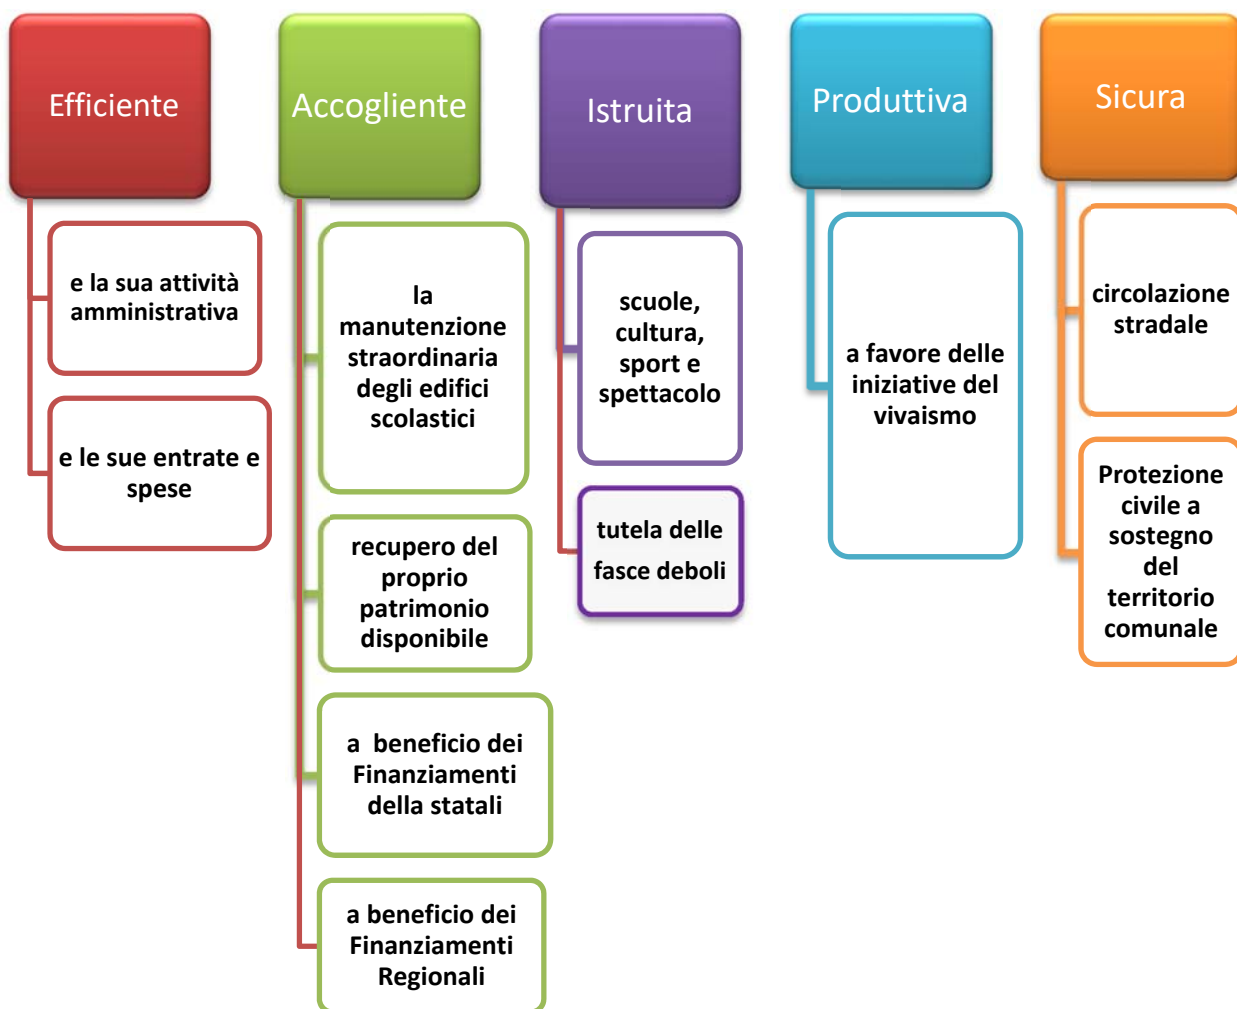 Efficiente
e la sua attività
amministrativa
e le sue entrate e
spese
Accogliente
la
manutenzione
straordinaria
degli edifici
scolastici
recupero del
proprio
patrimonio
disponibile
a beneficio dei
Finanziamenti
della statali
a beneficio dei
Finanziamenti
Regionali
Istruita
scuole,
cultura,
sport e
spettacolo
tutela delle
fasce deboli
Produttiva
a favore delle
iniziative del
vivaismo
Sicura
circolazione
stradale
Protezione
civile a
sostegno
del
territorio
comunale